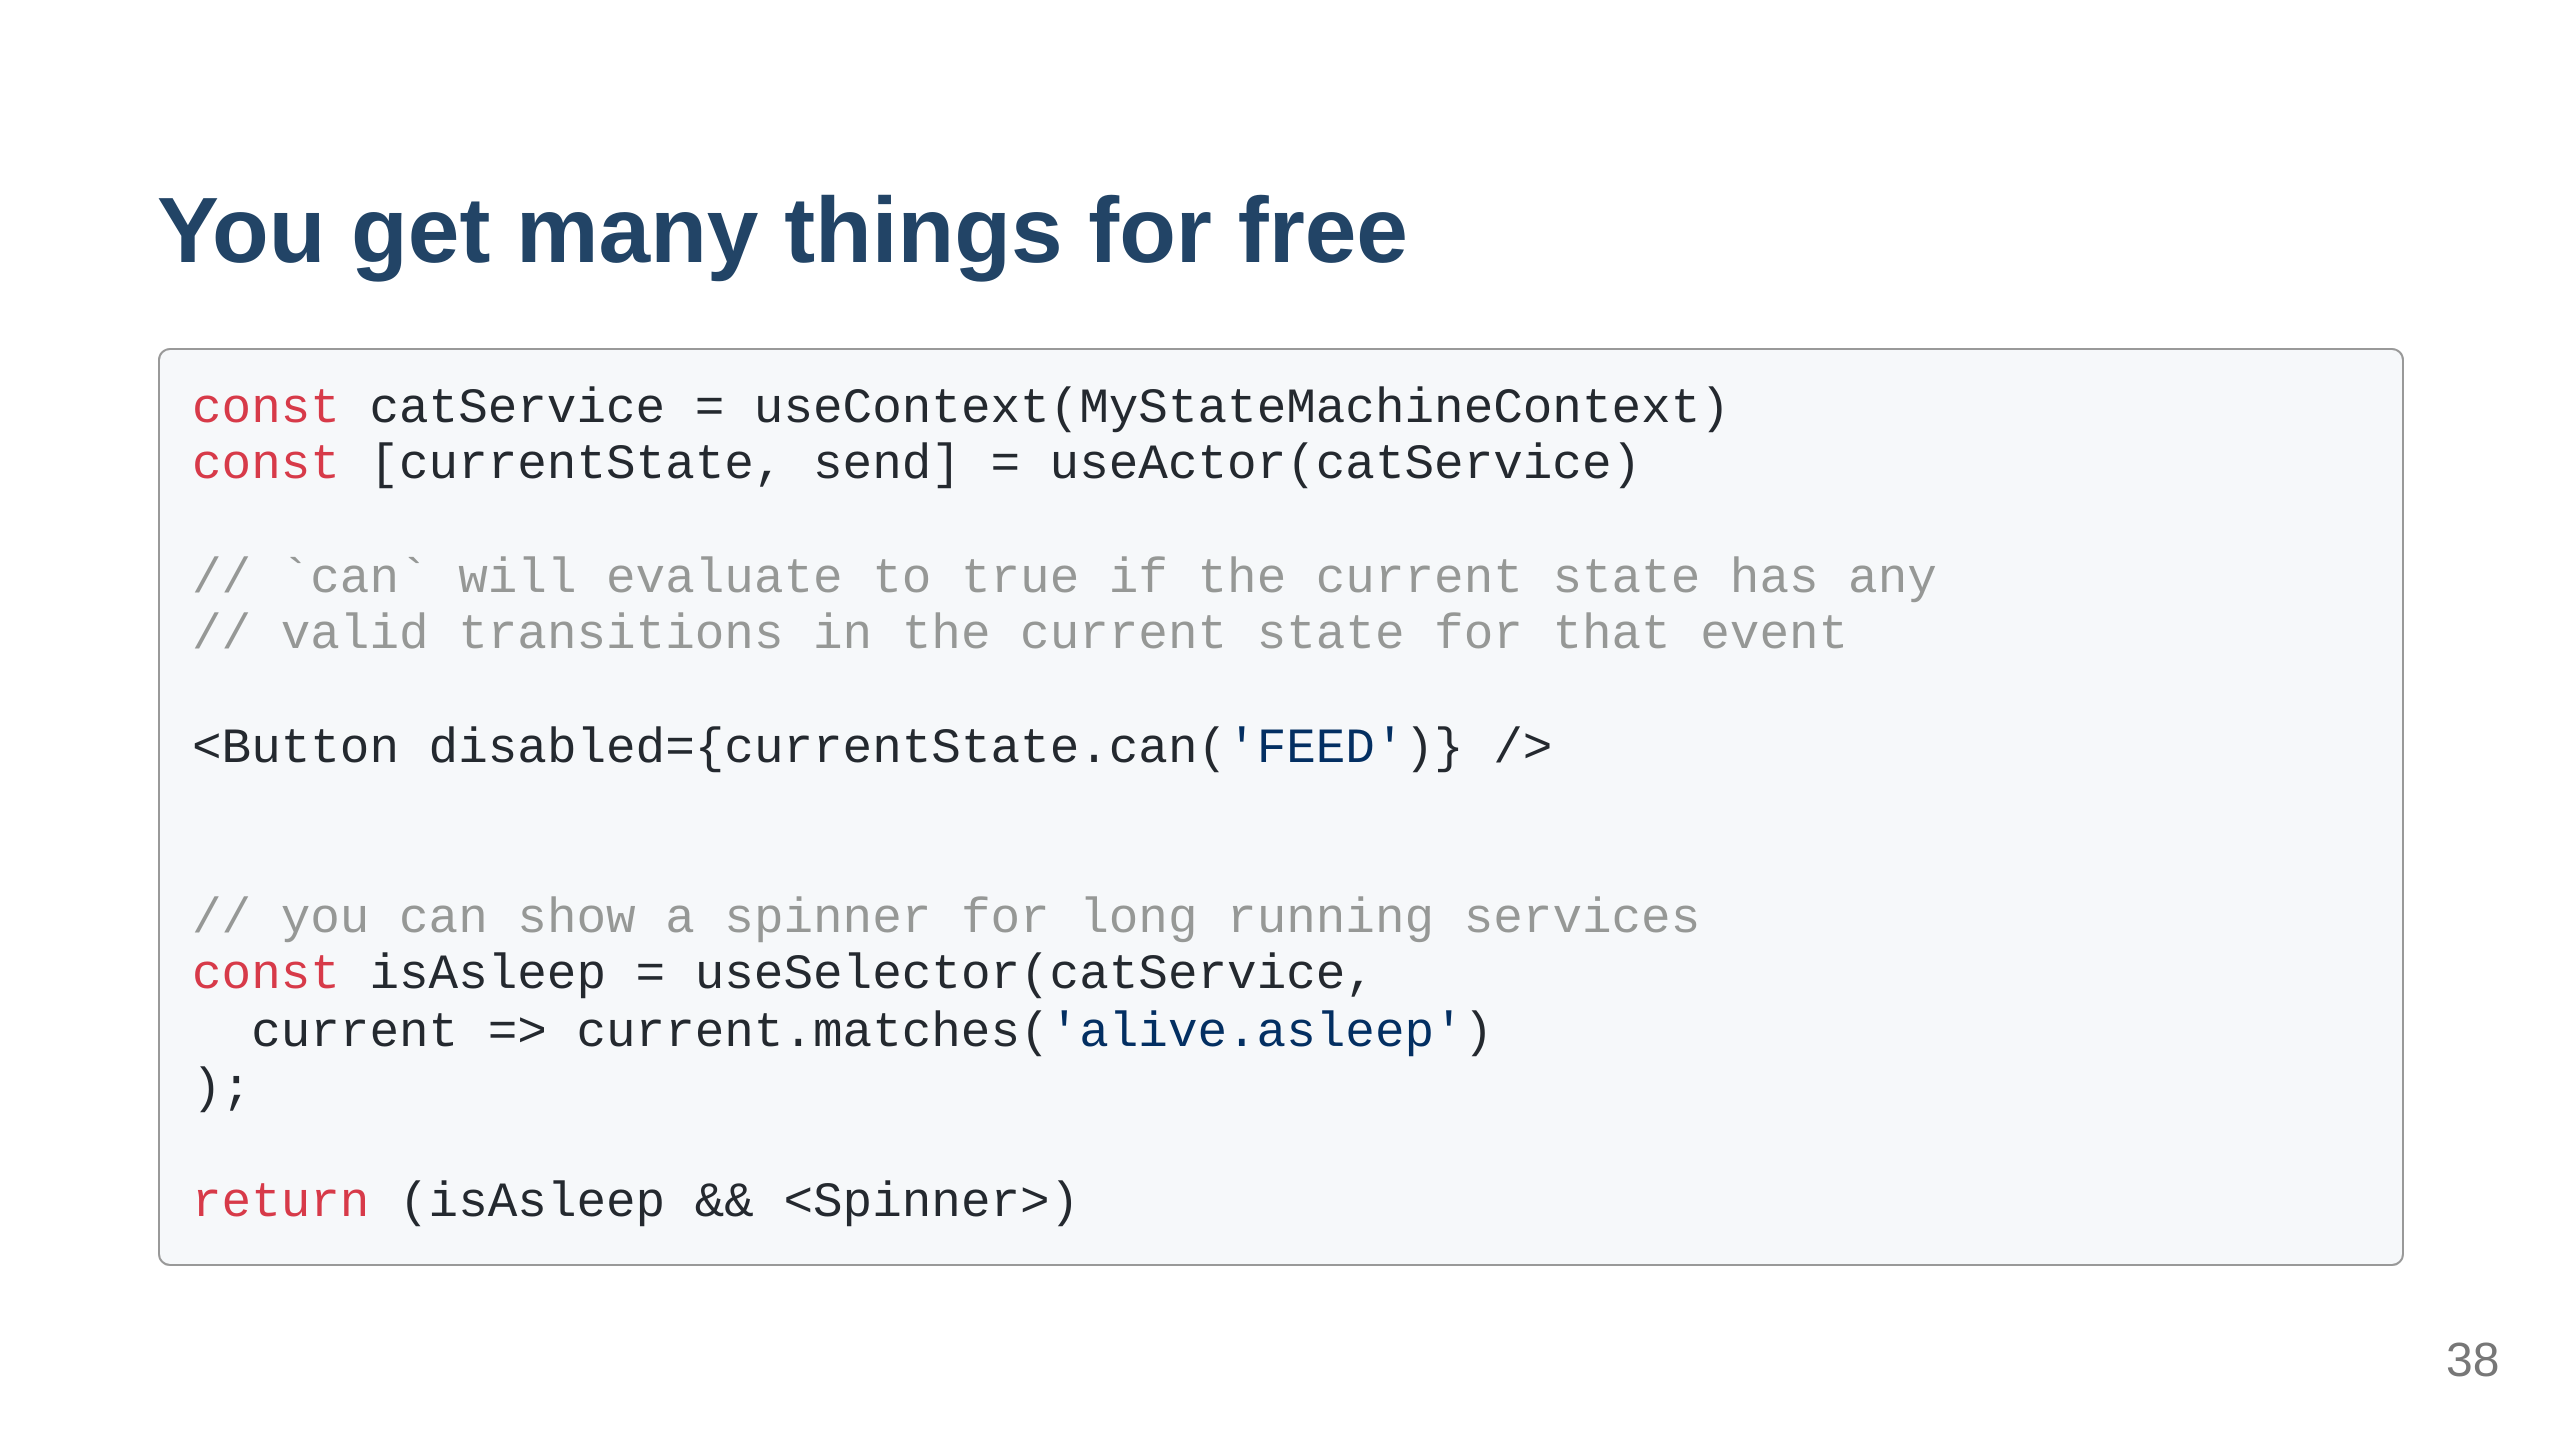 You get many things for free
const catService = useContext(MyStateMachineContext)
const [currentState, send] = useActor(catService)
// `can` will evaluate to true if the current state has any
// valid transitions in the current state for that event
<Button disabled={currentState.can('FEED')} />
// you can show a spinner for long running services
const isAsleep = useSelector(catService,
  current => current.matches('alive.asleep')
);
return (isAsleep && <Spinner>)
38